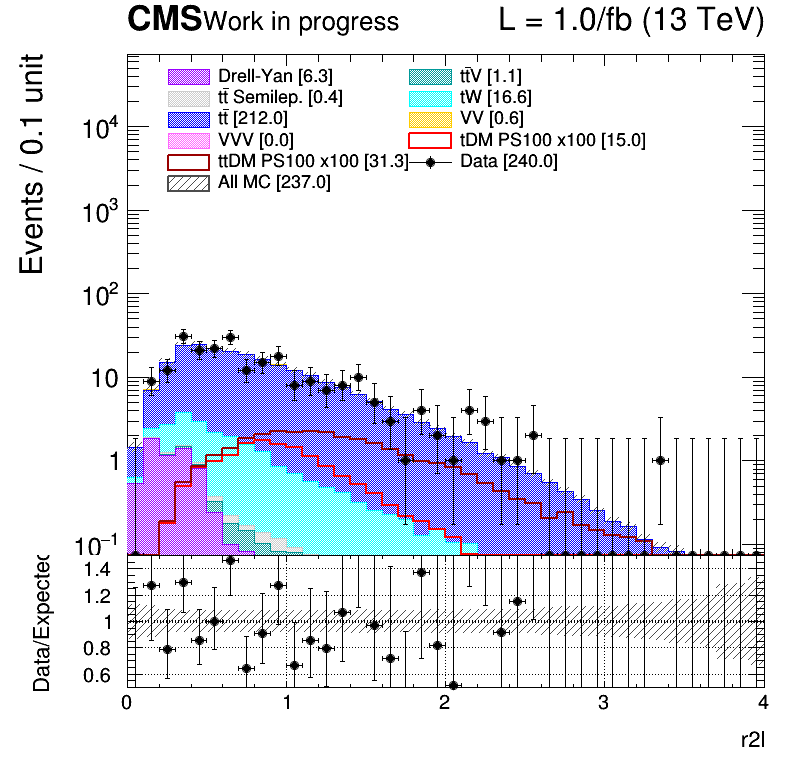 CMS Work in progress L = 1.0/fb (13 TeV)
Events / 0.1 unit
Drell-Yan [6.3] tt̄V [1.1]
tt̄ Semilep. [0.4] tW [16.6]
tt̄ [212.0] VV [0.6]
VVV [0.0] tDM PS100 x100 [15.0]
ttDM PS100 x100 [31.3] Data [240.0]
All MC [237.0]
10⁴
10³
10²
10
1
10⁻¹
Data/Expected
1.4
1.2
1
0.8
0.6
0 1 2 3 4
r2l